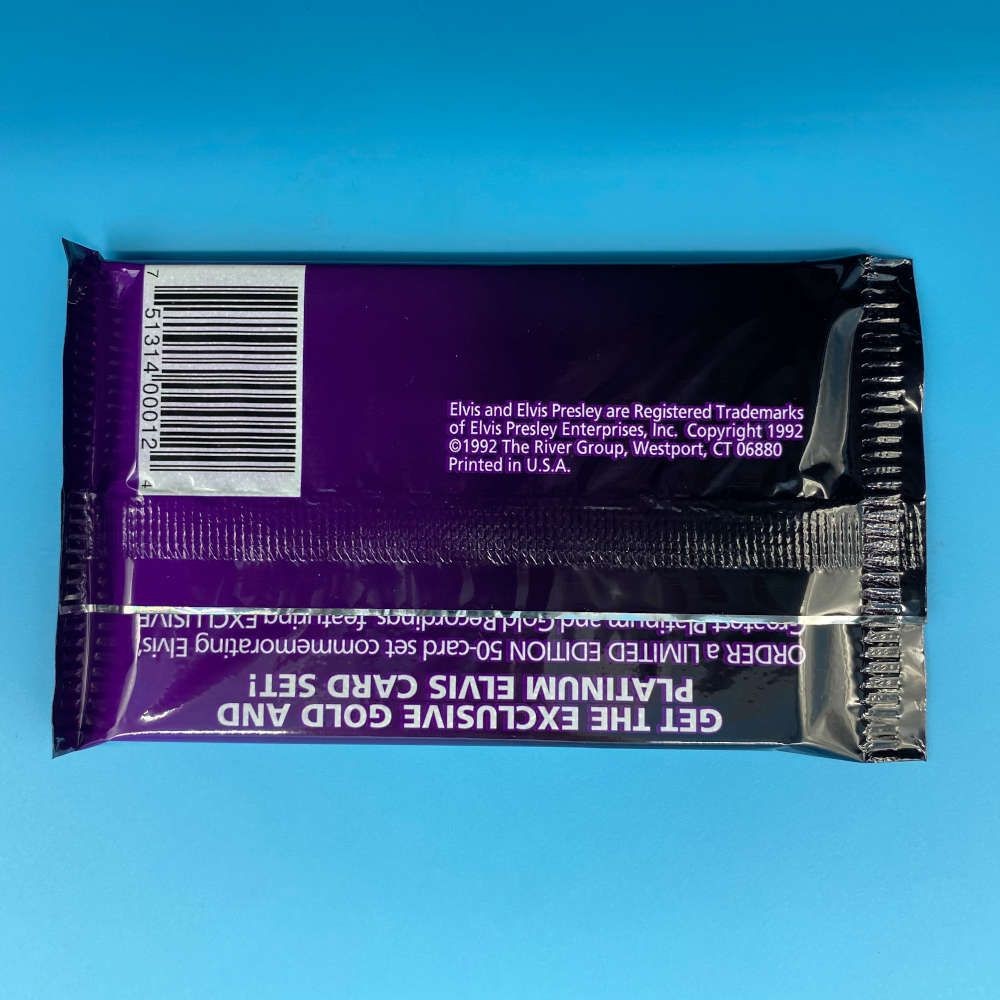 7 51314 00012 4
Elvis and Elvis Presley are Registered Trademarks
of Elvis Presley Enterprises, Inc. Copyright 1992
©1992 The River Group, Westport, CT 06880
Printed in U.S.A.
GET THE EXCLUSIVE GOLD AND
PLATINUM ELVIS CARD SET!
ORDER a LIMITED EDITION 50-card set commemorating Elvis'
Greatest Platinum and Gold Recordings, featuring EXCLUSIVE